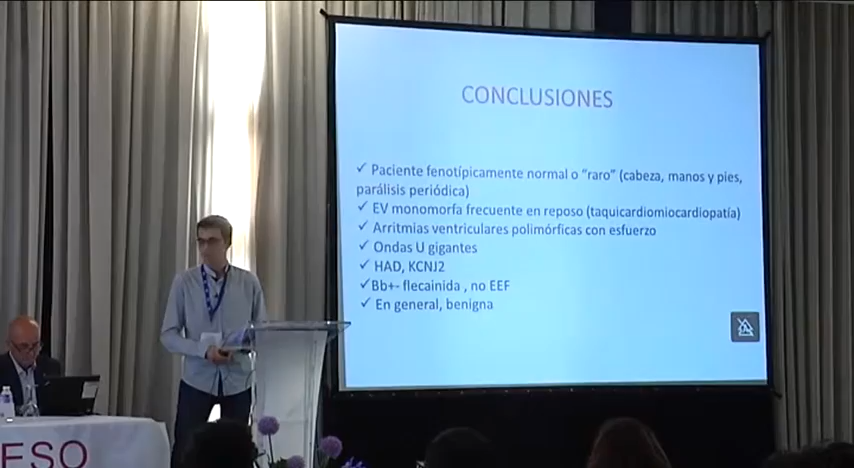 CONCLUSIONES
✓ Paciente fenotípicamente normal o "raro" (cabeza, manos y pies,
parálisis periódica)
✓ EV monomorfa frecuente en reposo (taquicardiomiocardiopatía)
✓ Arritmias ventriculares polimórficas con esfuerzo
✓ Ondas U gigantes
✓ HAD, KCNJ2
✓Bb+- flecainida , no EEF
✓ En general, benigna
ESO